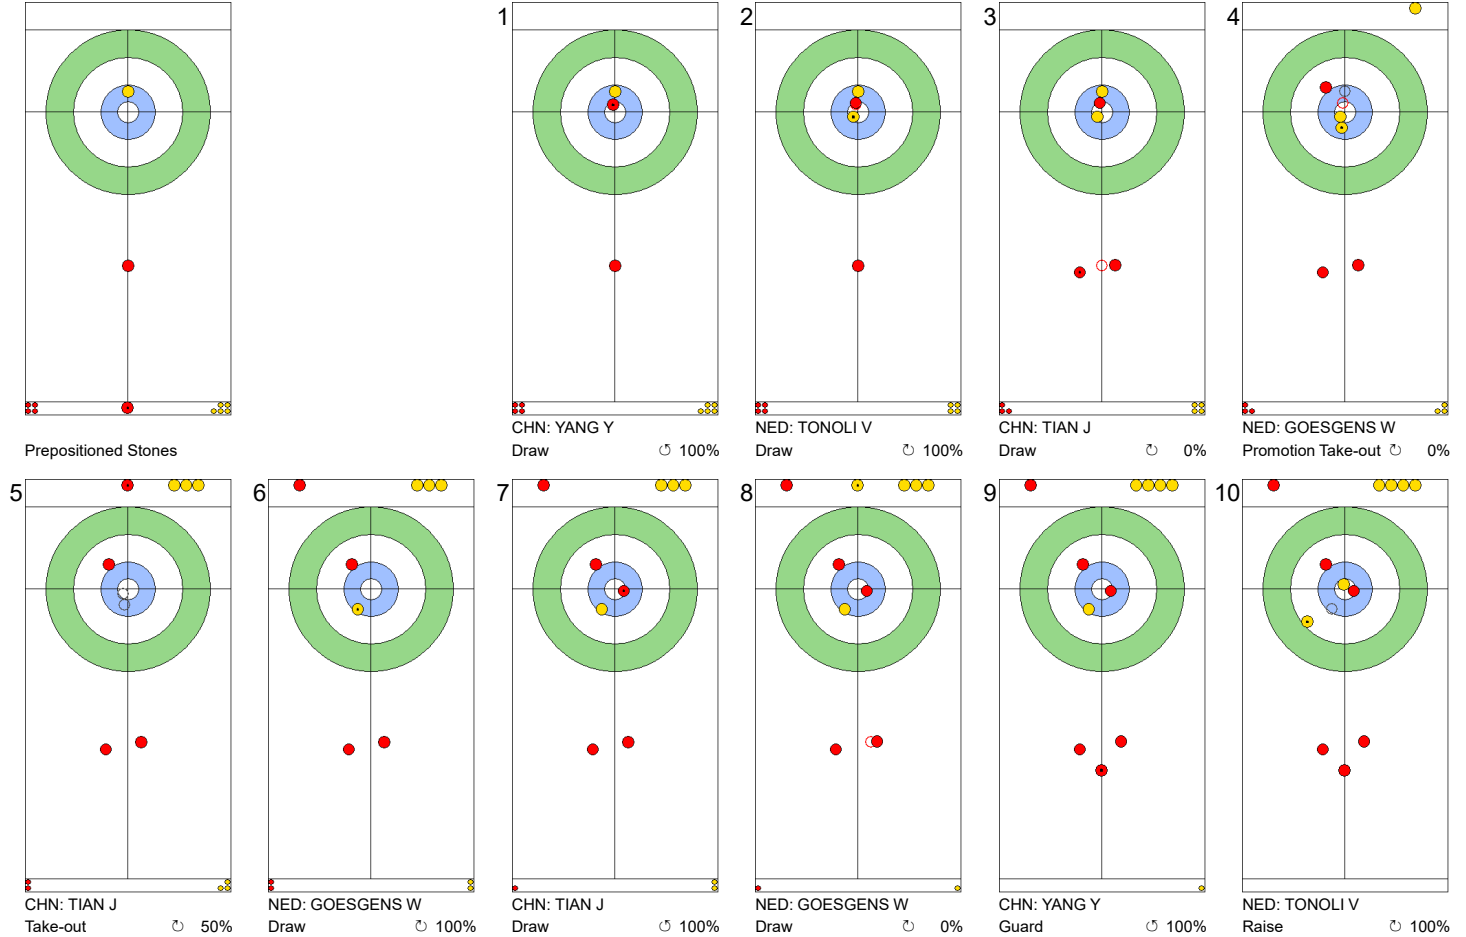 Prepositioned Stones
1
CHN: YANG Y
Draw 100%
2
NED: TONOLI V
Draw 100%
3
CHN: TIAN J
Draw 0%
4
NED: GOESGENS W
Promotion Take-out 0%
5
CHN: TIAN J
Take-out 50%
6
NED: GOESGENS W
Draw 100%
7
CHN: TIAN J
Draw 100%
8
NED: GOESGENS W
Draw 0%
9
CHN: YANG Y
Guard 100%
10
NED: TONOLI V
Raise 100%